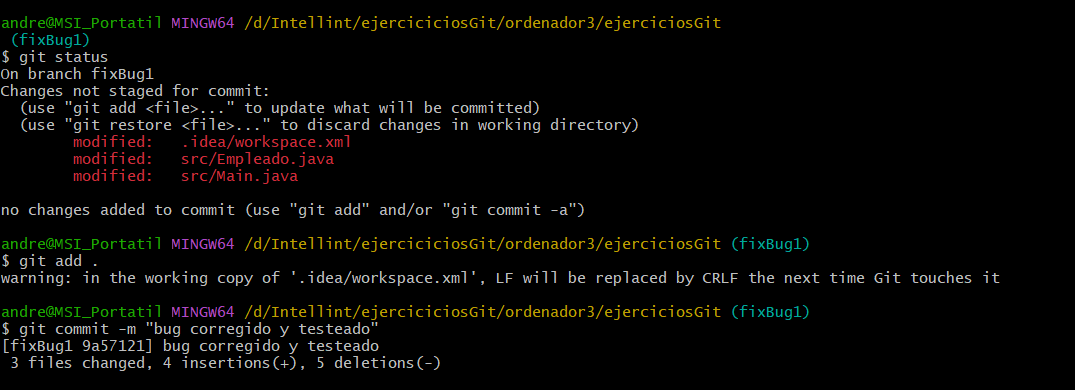 andre@MSI_Portatil MINGW64 /d/Intellint/ejerciciciosGit/ordenador3/ejerciciosGit
(fixBug1)
$ git status
On branch fixBug1
Changes not staged for commit:
  (use "git add <file>..." to update what will be committed)
  (use "git restore <file>..." to discard changes in working directory)
        modified:   .idea/workspace.xml
        modified:   src/Empleado.java
        modified:   src/Main.java
no changes added to commit (use "git add" and/or "git commit -a")
andre@MSI_Portatil MINGW64 /d/Intellint/ejerciciciosGit/ordenador3/ejerciciosGit (fixBug1)
$ git add .
warning: in the working copy of '.idea/workspace.xml', LF will be replaced by CRLF the next time Git touches it
andre@MSI_Portatil MINGW64 /d/Intellint/ejerciciciosGit/ordenador3/ejerciciosGit (fixBug1)
$ git commit -m "bug corregido y testeado"
[fixBug1 9a57121] bug corregido y testeado
 3 files changed, 4 insertions(+), 5 deletions(-)